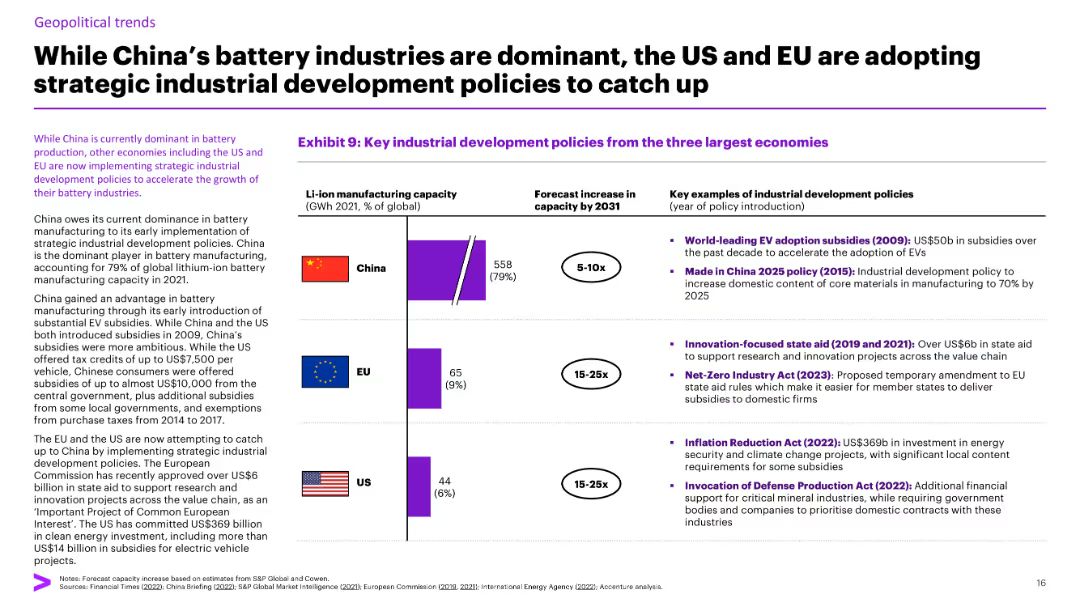 Geopolitical trends
While China's battery industries are dominant, the US and EU are adopting
strategic industrial development policies to catch up
While China is currently dominant in battery
production, other economies including the US and
EU are now implementing strategic industrial
development policies to accelerate the growth of
their battery industries.
China owes its current dominance in battery
manufacturing to its early implementation of
strategic industrial development policies. China
is the dominant player in battery manufacturing,
accounting for 79% of global lithium-ion battery
manufacturing capacity in 2021.
China gained an advantage in battery
manufacturing through its early introduction of
substantial EV subsidies. While China and the US
both introduced subsidies in 2009, China's
subsidies were more ambitious. While the US
offered tax credits of up to US$7,500 per
vehicle, Chinese consumers were offered
subsidies of up to almost US$10,000 from the
central government, plus additional subsidies
from some local governments, and exemptions
from purchase taxes from 2014 to 2017.
The EU and the US are now attempting to catch
up to China by implementing strategic industrial
development policies. The European
Commission has recently approved over US$6
billion in state aid to support research and
innovation projects across the value chain, as an
'Important Project of Common European
Interest'. The US has committed US$369 billion
in clean energy investment, including more than
US$14 billion in subsidies for electric vehicle
projects.
Exhibit 9: Key industrial development policies from the three largest economies
Li-ion manufacturing capacity
(GWh 2021, % of global)
Forecast increase in
capacity by 2031
Key examples of industrial development policies
(year of policy introduction)
China
558
(79%)
5-10x
▪ World-leading EV adoption subsidies (2009): US$50b in subsidies over
the past decade to accelerate the adoption of EVs
▪ Made in China 2025 policy (2015): Industrial development policy to
increase domestic content of core materials in manufacturing to 70% by
2025
EU
65
(9%)
15-25x
▪ Innovation-focused state aid (2019 and 2021): Over US$6b in state aid
to support research and innovation projects across the value chain
▪ Net-Zero Industry Act (2023): Proposed temporary amendment to EU
state aid rules which make it easier for member states to deliver
subsidies to domestic firms
US
44
(6%)
15-25x
▪ Inflation Reduction Act (2022): US$369b in investment in energy
security and climate change projects, with significant local content
requirements for some subsidies
▪ Invocation of Defense Production Act (2022): Additional financial
support for critical mineral industries, while requiring government
bodies and companies to prioritise domestic contracts with these
industries
Notes: Forecast capacity increase based on estimates from S&P Global and Cowen.
Sources: Financial Times (2022); China Briefing (2022); S&P Global Market Intelligence (2021); European Commission (2019, 2021); International Energy Agency (2022); Accenture analysis.
16